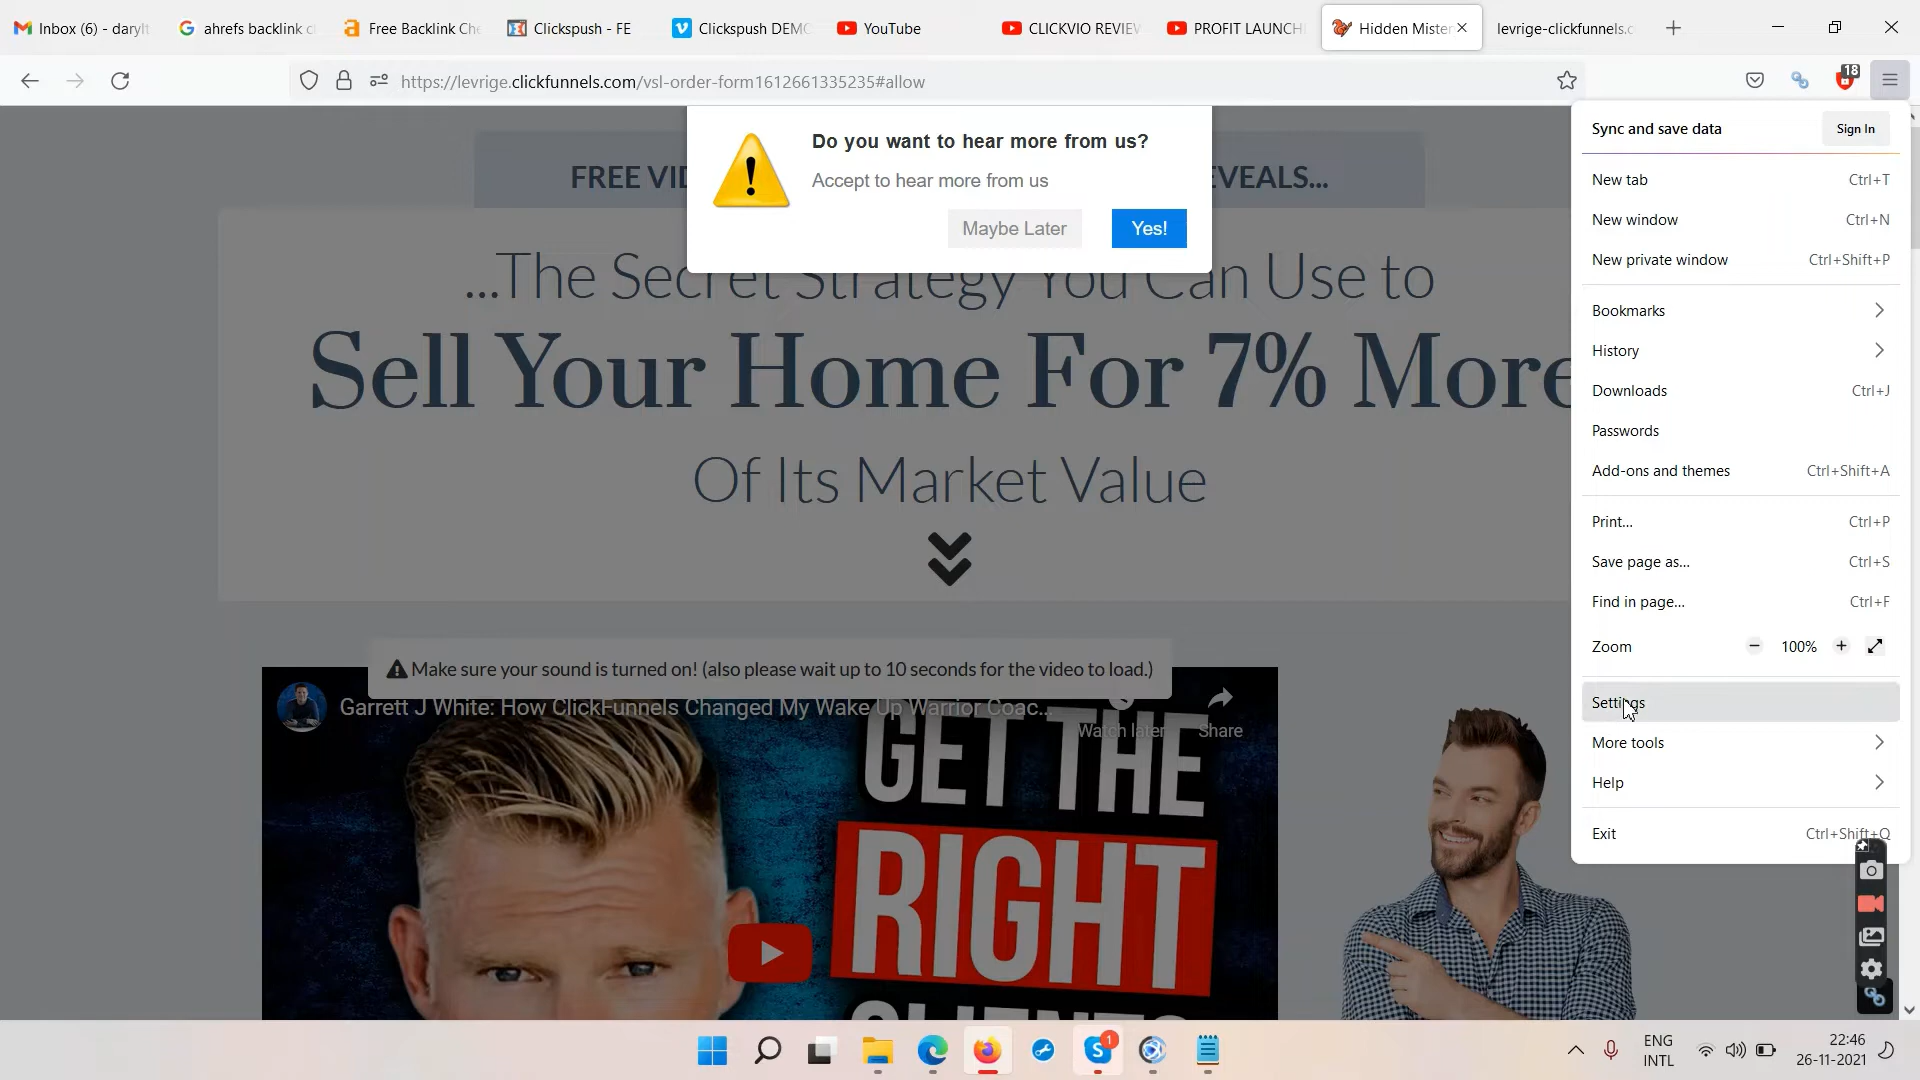 Inbox (6) - darylt
ahrefs backlink c
Free Backlink Che
Clickspush - FE
Clickspush DEMO
YouTube
CLICKVIO REVIEW
PROFIT LAUNCH
Hidden Mister
levrige-clickfunnels.c
https://levrige.clickfunnels.com/vsl-order-form1612661335235#allow
18
Do you want to hear more from us?
Accept to hear more from us
Maybe Later
Yes!
FREE VID
EVEALS...
...The Secret Strategy You Can Use to
Sell Your Home For 7% More
Of Its Market Value
Make sure your sound is turned on! (also please wait up to 10 seconds for the video to load.)
Garrett J White: How ClickFunnels Changed My Wake Up Warrior Coac...
Watch later
Share
GET THE
RIGHT
CLIENTS
Sync and save data
Sign In
New tab Ctrl+T
New window Ctrl+N
New private window Ctrl+Shift+P
Bookmarks
History
Downloads Ctrl+J
Passwords
Add-ons and themes Ctrl+Shift+A
Print... Ctrl+P
Save page as... Ctrl+S
Find in page... Ctrl+F
Zoom 100%
Settings
More tools
Help
Exit Ctrl+Shift+Q
1
ENG
INTL
22:46
26-11-2021